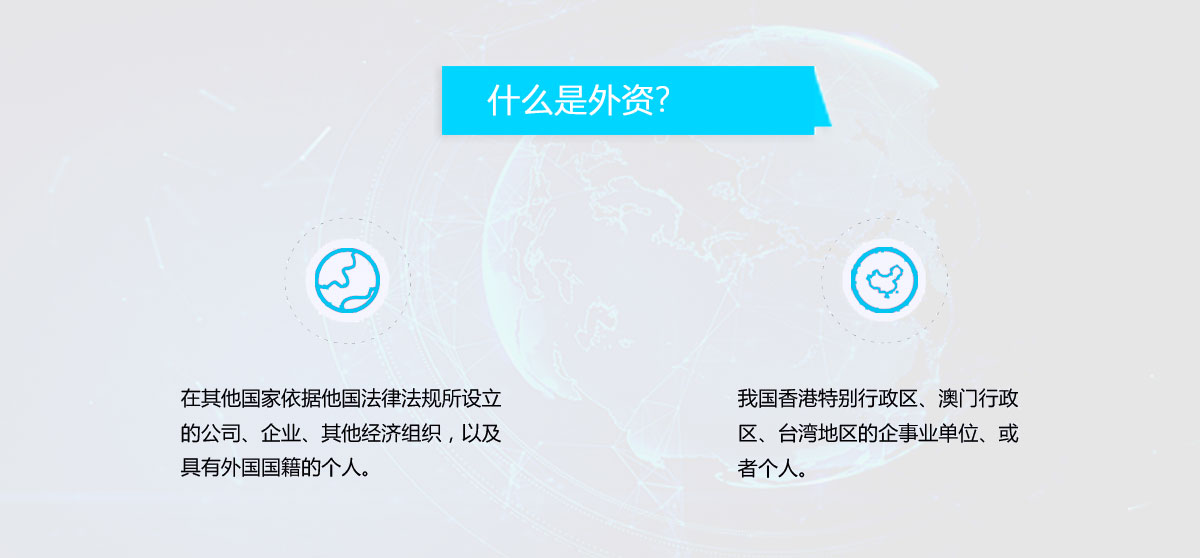 什么是外资?
在其他国家依据他国法律法规所设立
的公司、企业、其他经济组织，以及
具有外国国籍的个人。
我国香港特别行政区、澳门行政
区、台湾地区的企事业单位、或
者个人。